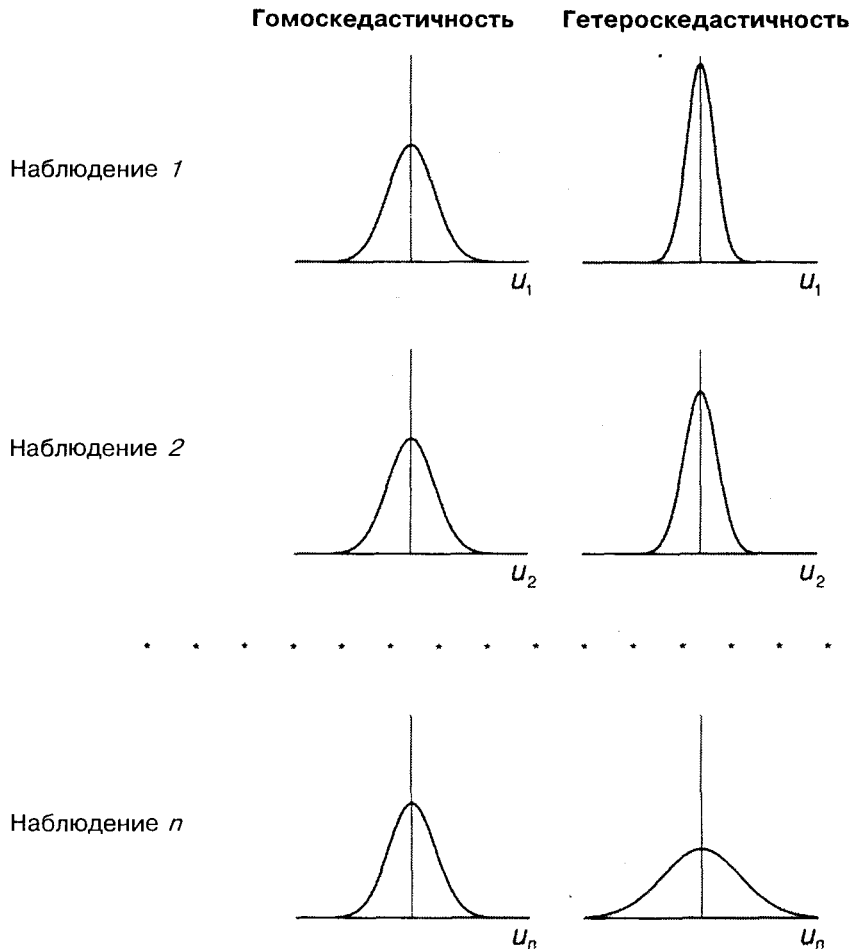 Гомоскедастичность Гетероскедастичность
Наблюдение 1
u₁ u₁
Наблюдение 2
u₂ u₂
* * * * * * * * * * * * * * *
Наблюдение n
uₙ uₙ